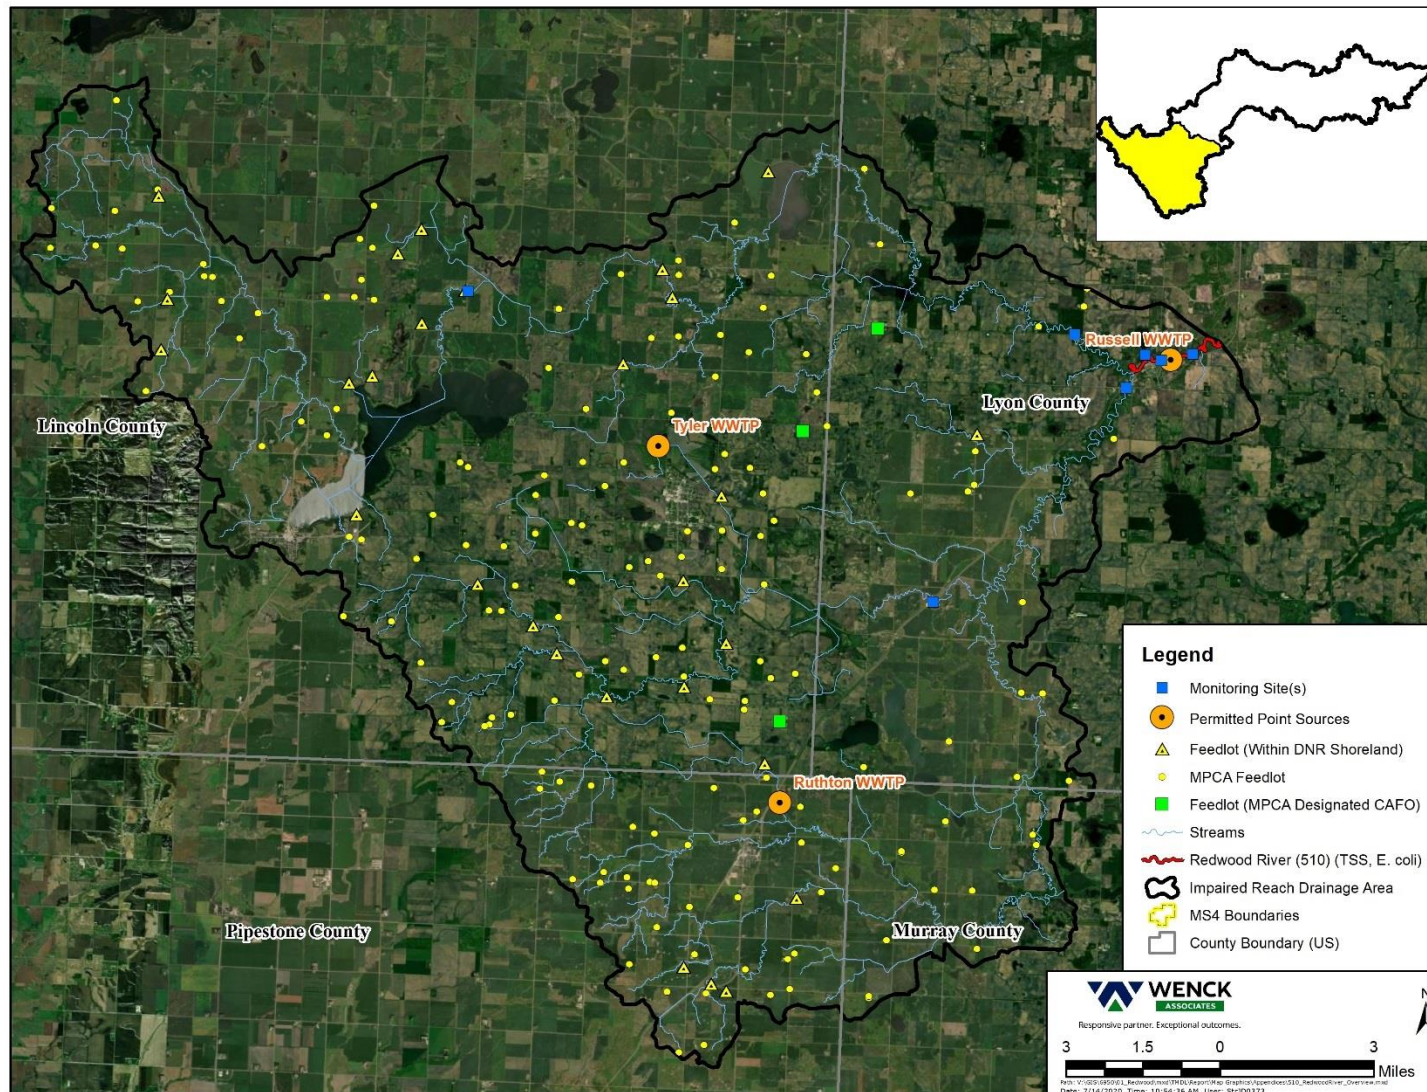 Russell WWTP
Lyon County
Lincoln County
Tyler WWTP
Ruthton WWTP
Pipestone County
Murray County
Legend
Monitoring Site(s)
Permitted Point Sources
Feedlot (Within DNR Shoreland)
MPCA Feedlot
Feedlot (MPCA Designated CAFO)
Streams
Redwood River (510) (TSS, E. coli)
Impaired Reach Drainage Area
MS4 Boundaries
County Boundary (US)
WENCK
ASSOCIATES
Responsive partner. Exceptional outcomes.
N
3 1.5 0 3
Miles